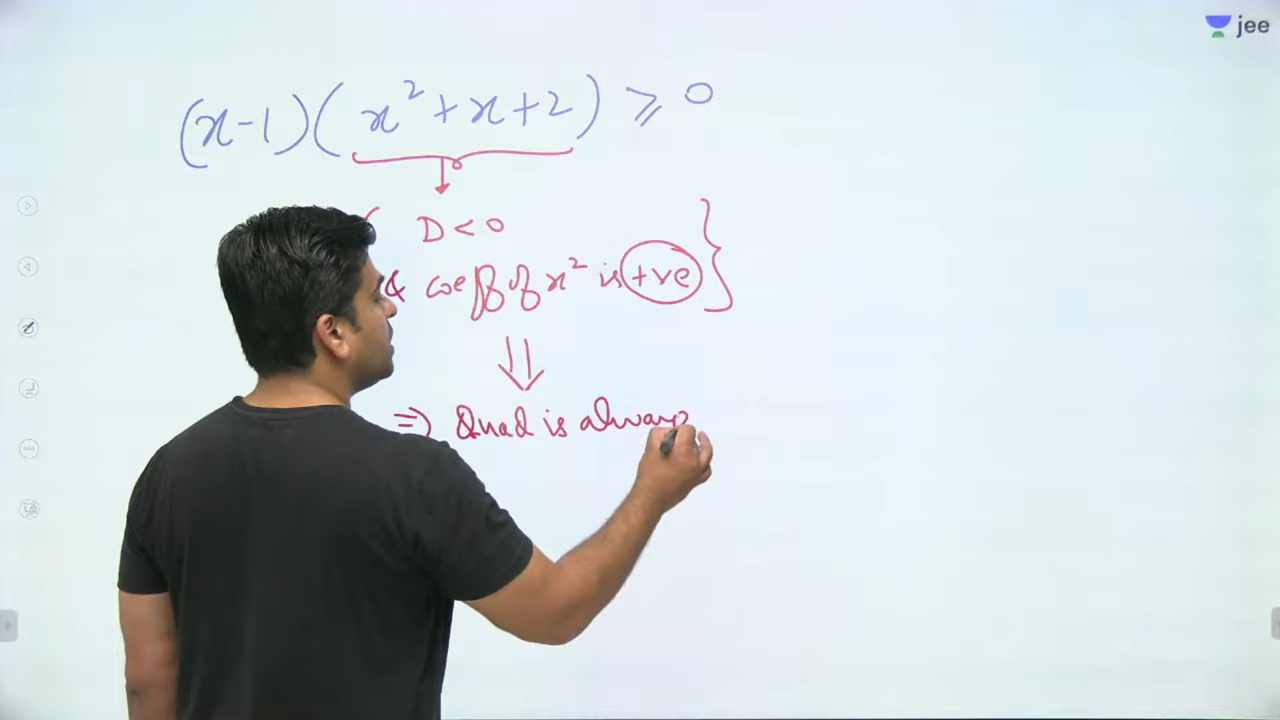 jee
(x-1)(x²+x+2) ⩾ 0
D < 0
& coeff of x² is +ve
⇒ Quad is always